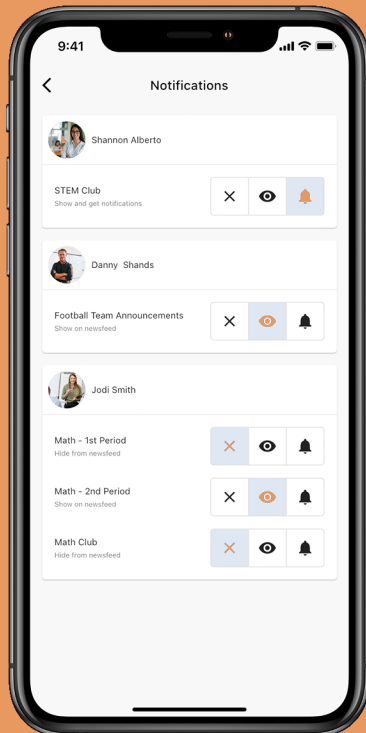 9:41
Notifications
Shannon Alberto
STEM Club
Show and get notifications
Danny Shands
Football Team Announcements
Show on newsfeed
Jodi Smith
Math - 1st Period
Hide from newsfeed
Math - 2nd Period
Show on newsfeed
Math Club
Hide from newsfeed